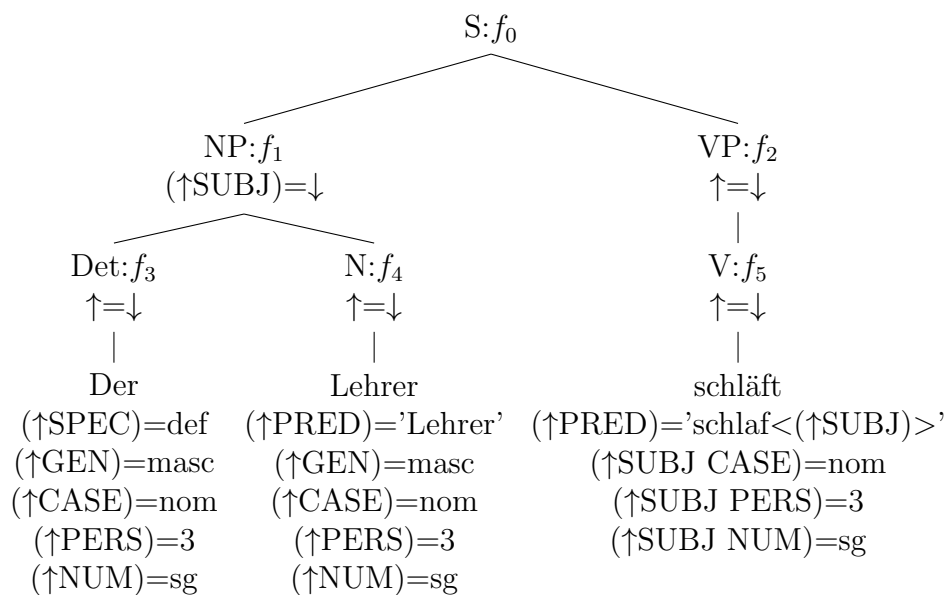 S:f₀
NP:f₁ VP:f₂
(↑SUBJ)=↓ ↑=↓
Det:f₃ N:f₄ V:f₅
↑=↓ ↑=↓ ↑=↓
Der Lehrer schläft
(↑SPEC)=def (↑PRED)='Lehrer' (↑PRED)='schlaf<(↑SUBJ)>'
(↑GEN)=masc (↑GEN)=masc (↑SUBJ CASE)=nom
(↑CASE)=nom (↑CASE)=nom (↑SUBJ PERS)=3
(↑PERS)=3 (↑PERS)=3 (↑SUBJ NUM)=sg
(↑NUM)=sg (↑NUM)=sg